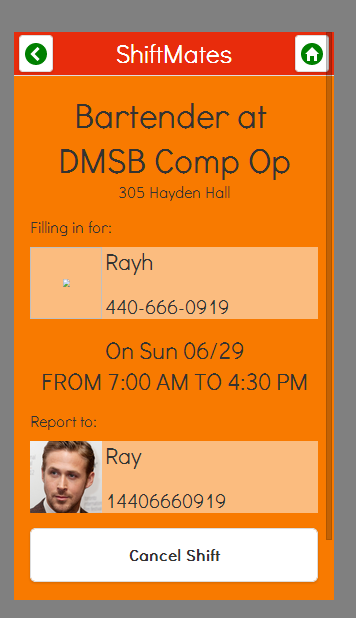 ShiftMates
Bartender at
DMSB Comp Op
305 Hayden Hall
Filling in for:
Rayh
440-666-0919
On Sun 06/29
FROM 7:00 AM TO 4:30 PM
Report to:
Ray
14406660919
Cancel Shift